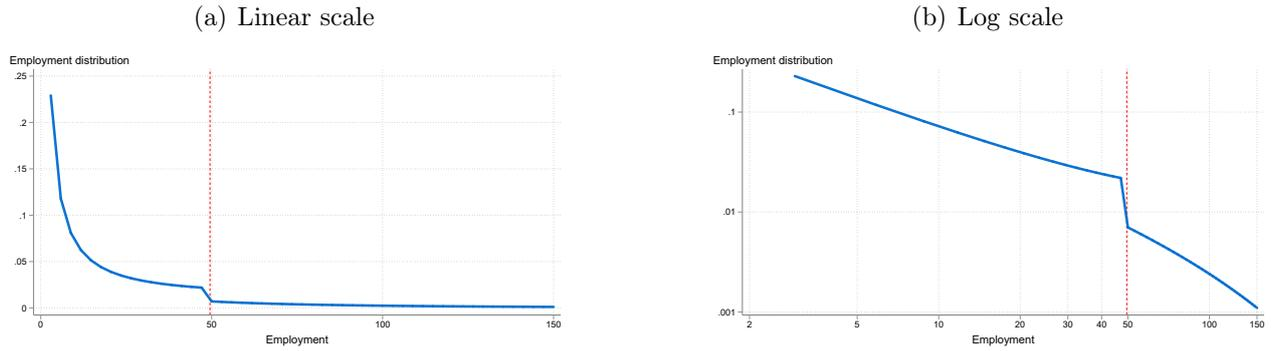 (a) Linear scale
Employment distribution
.25
.2
.15
.1
.05
0
0 50 100 150
Employment
(b) Log scale
Employment distribution
.1
.01
.001
2 5 10 20 30 40 50 100 150
Employment